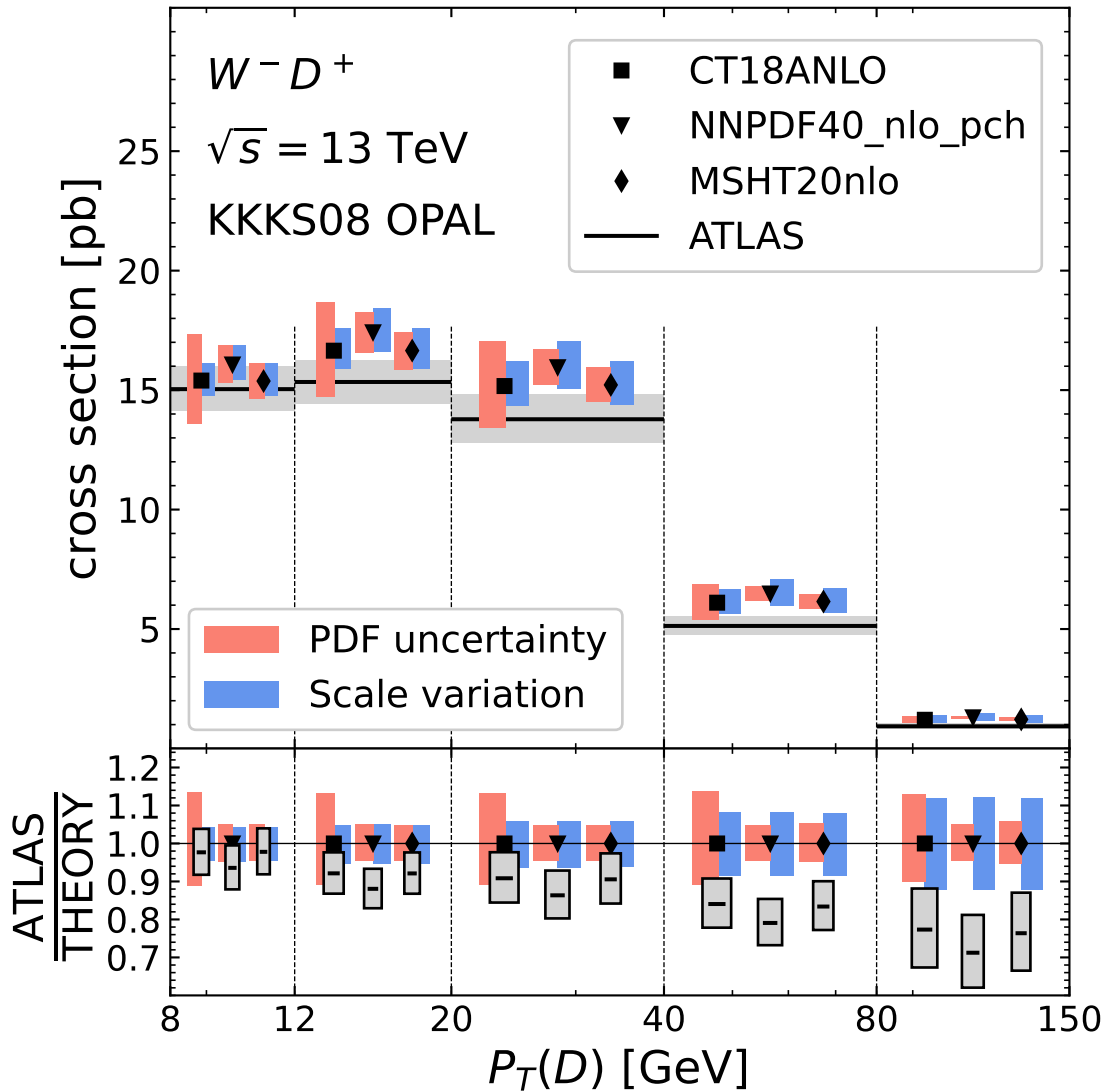 W⁻D⁺
√s = 13 TeV
KKKS08 OPAL
CT18ANLO
NNPDF40_nlo_pch
MSHT20nlo
ATLAS
cross section [pb]
25
20
15
10
5
PDF uncertainty
Scale variation
ATLAS
THEORY
1.2
1.1
1.0
0.9
0.8
0.7
8 12 20 40 80 150
P_T(D) [GeV]